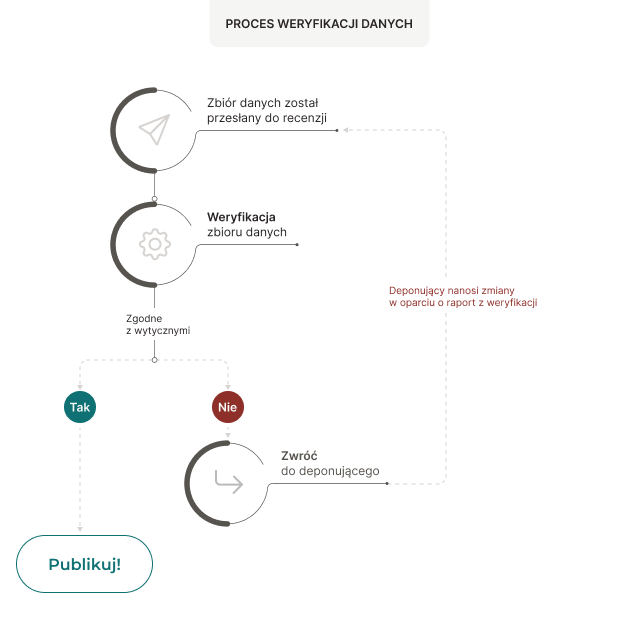 PROCES WERYFIKACJI DANYCH
Zbiór danych został
przesłany do recenzji
Weryfikacja
zbioru danych
Deponujący nanosi zmiany
w oparciu o raport z weryfikacji
Zgodne
z wytycznymi
Tak
Nie
Zwróć
do deponującego
Publikuj!